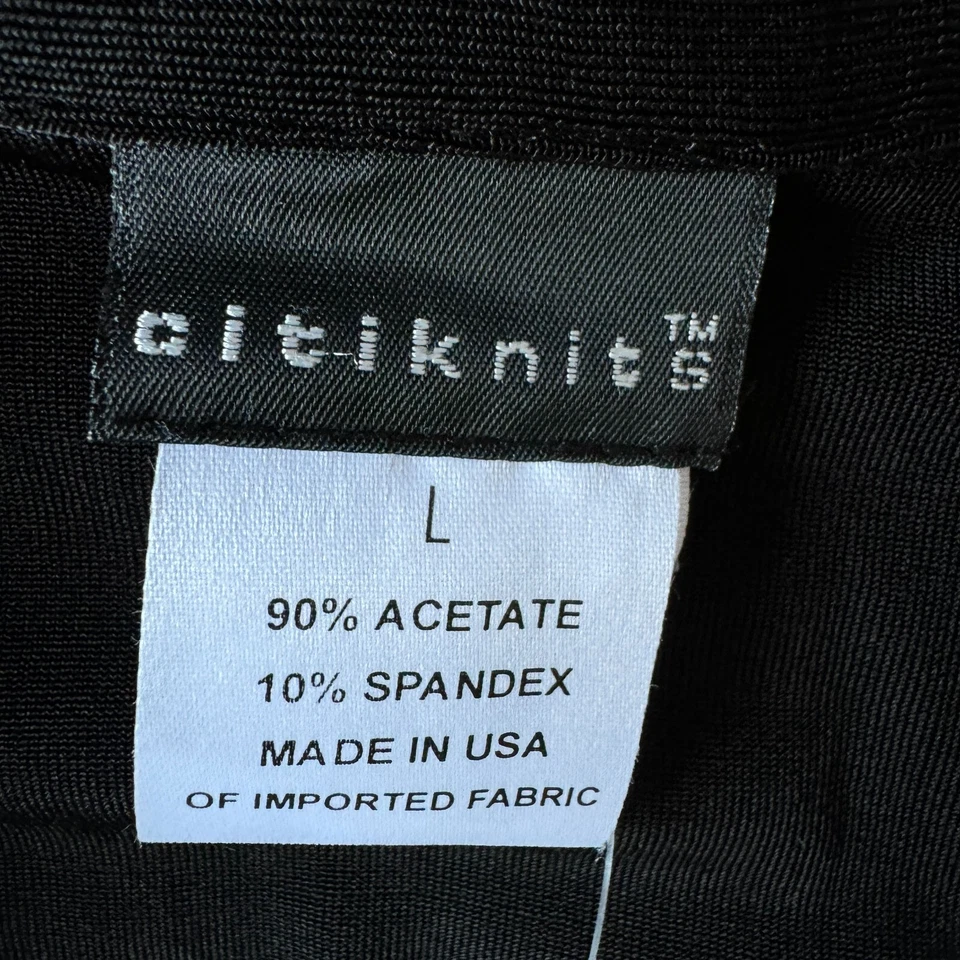 citiknits™
L
90% ACETATE
10% SPANDEX
MADE IN USA
OF IMPORTED FABRIC